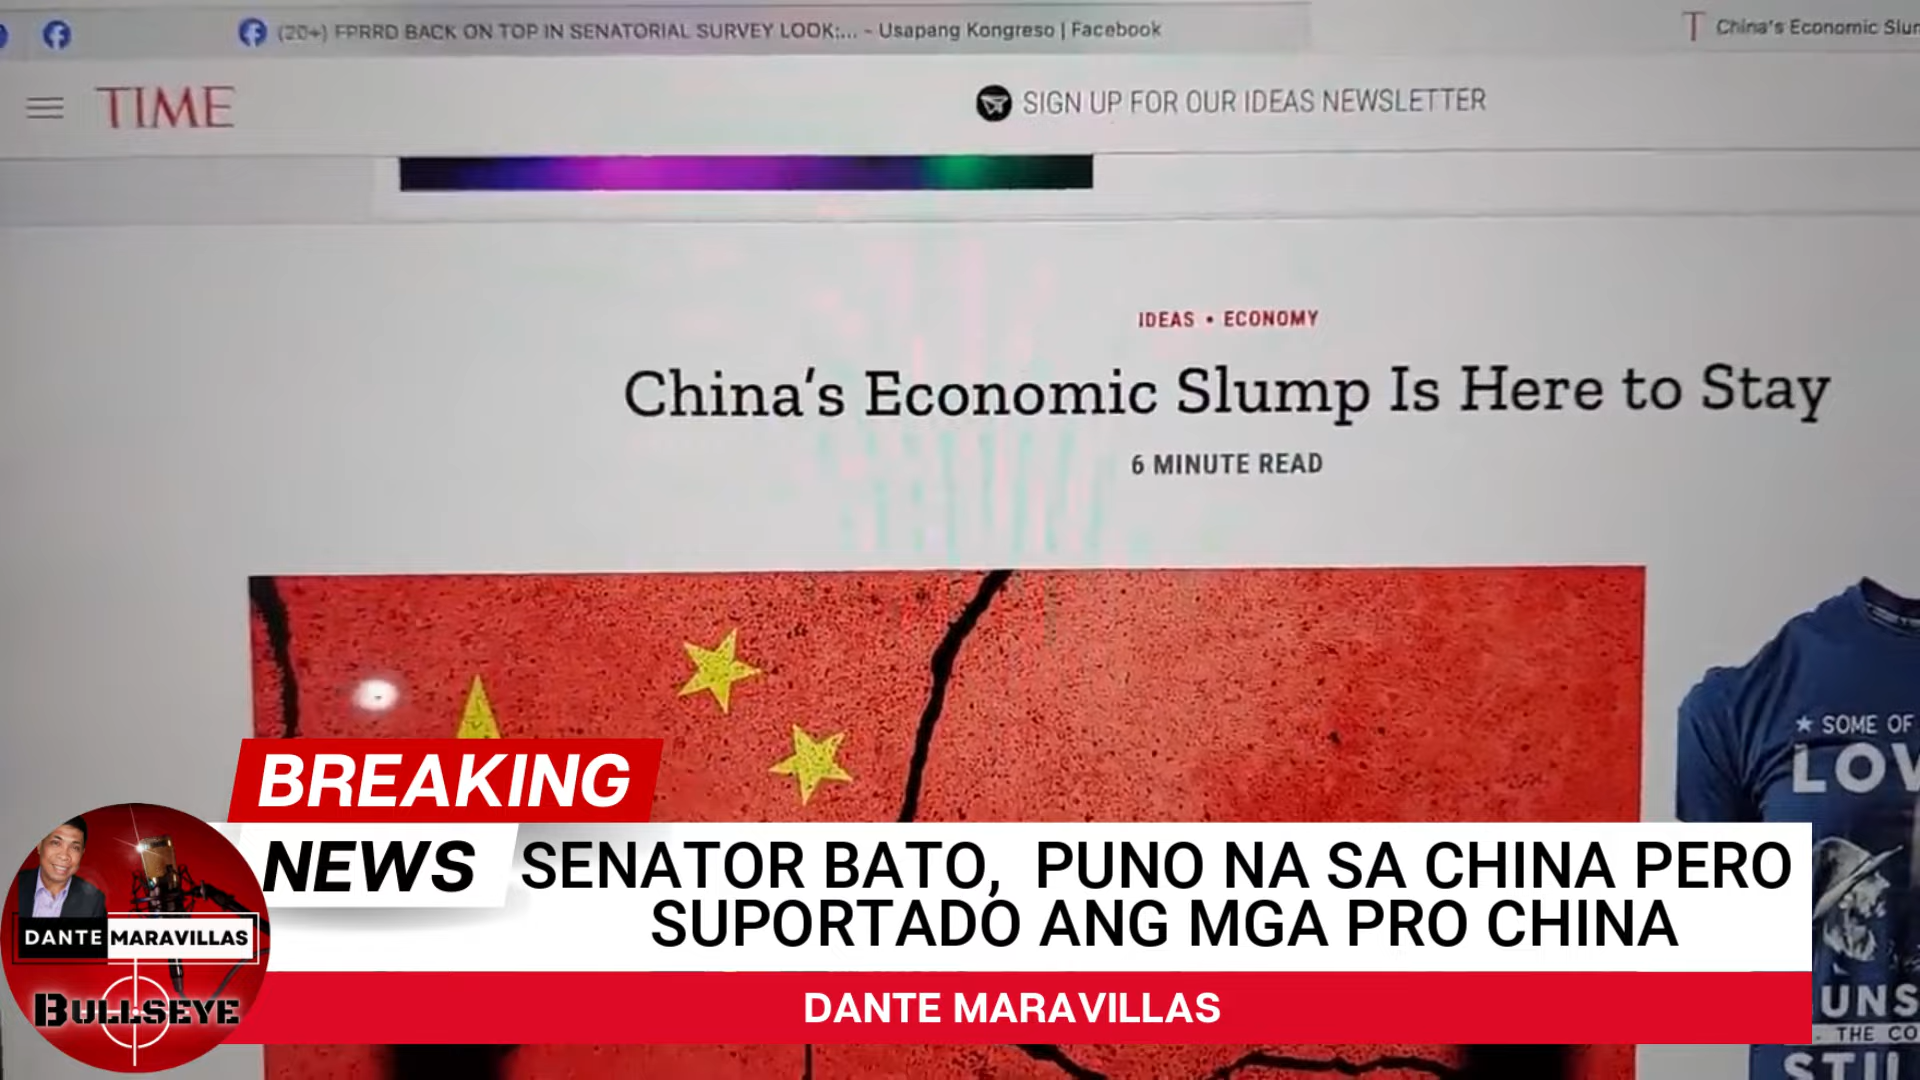 (20+) FPRRD BACK ON TOP IN SENATORIAL SURVEY LOOK:... - Usapang Kongreso | Facebook
China's Economic Slun
TIME
SIGN UP FOR OUR IDEAS NEWSLETTER
IDEAS • ECONOMY
China's Economic Slump Is Here to Stay
6 MINUTE READ
★ SOME OF
LOV
BREAKING
NEWS
SENATOR BATO, PUNO NA SA CHINA PERO
SUPORTADO ANG MGA PRO CHINA
DANTE MARAVILLAS
BULLSEYE
DANTE MARAVILLAS
UNS
THE CO
STIL